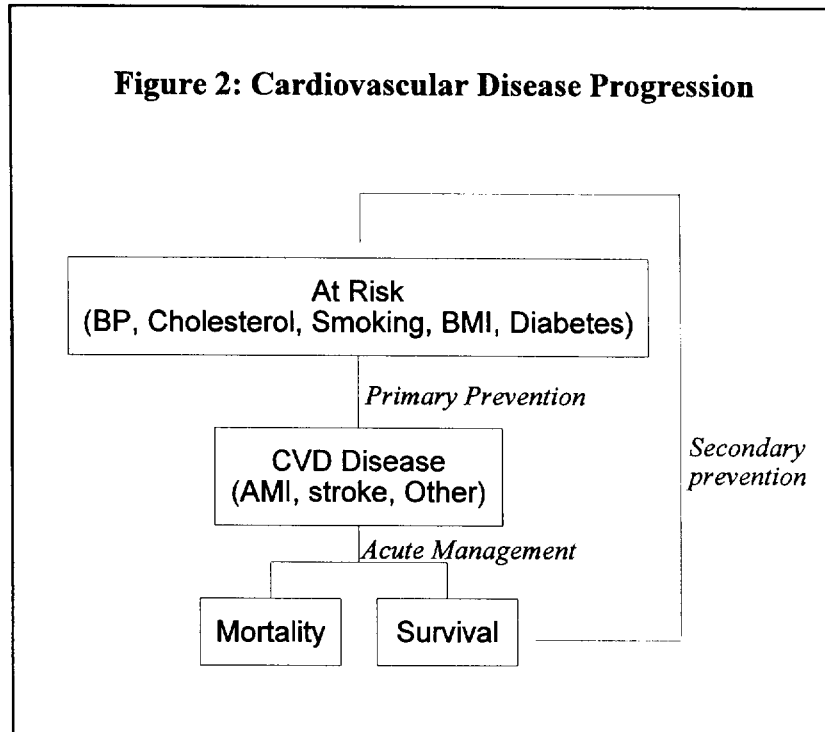 Figure 2: Cardiovascular Disease Progression
At Risk
(BP, Cholesterol, Smoking, BMI, Diabetes)
Primary Prevention
CVD Disease
(AMI, stroke, Other)
Secondary
prevention
Acute Management
Mortality
Survival